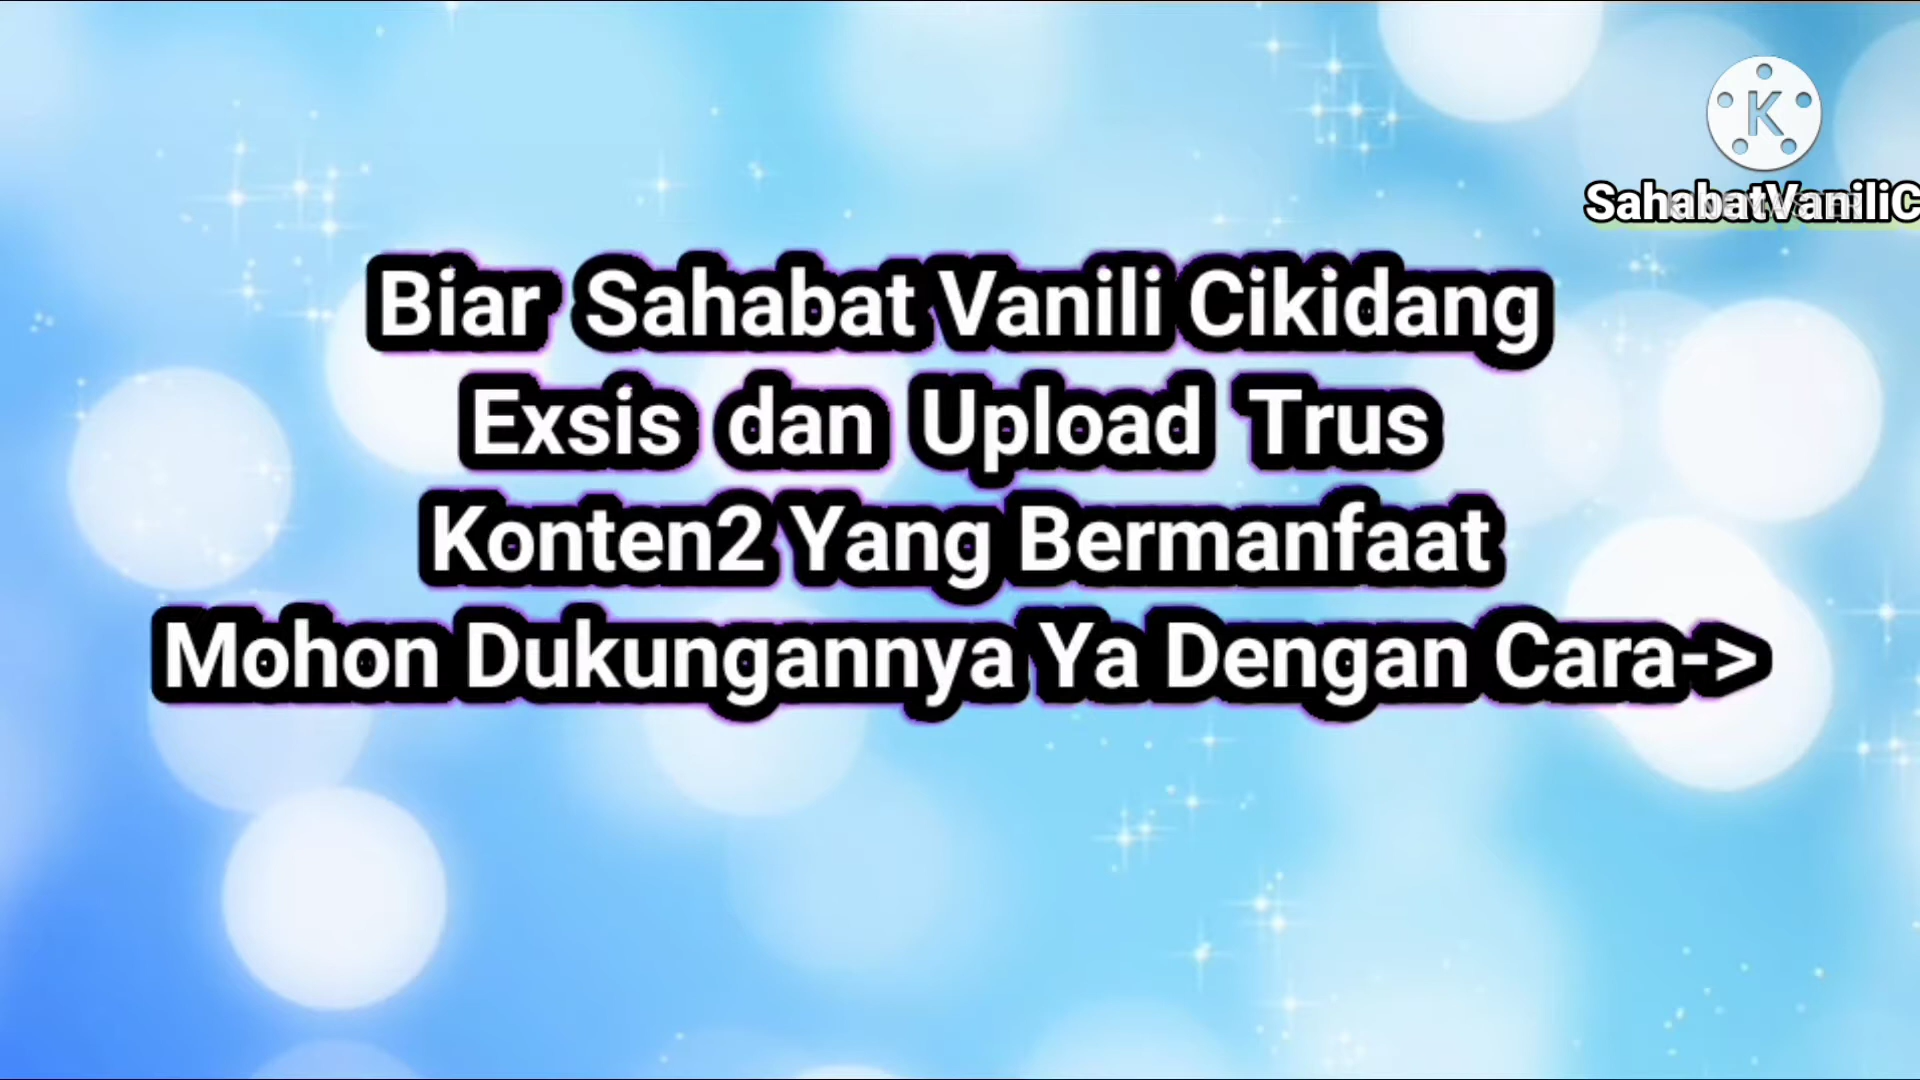 K
SahabatVaniliC
Biar Sahabat Vanili Cikidang
Exsis dan Upload Trus
Konten2 Yang Bermanfaat
Mohon Dukungannya Ya Dengan Cara->